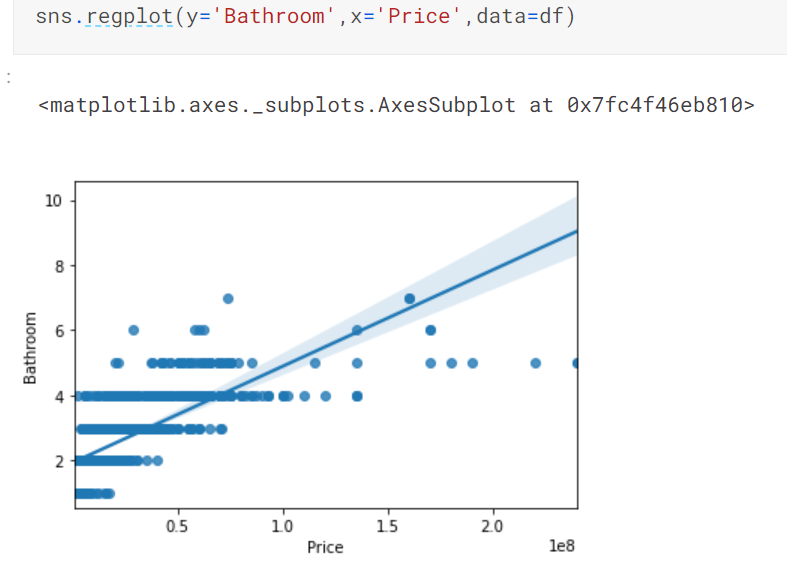 sns.regplot(y='Bathroom',x='Price',data=df)
:
<matplotlib.axes._subplots.AxesSubplot at 0x7fc4f46eb810>
10
8
6
4
2
Bathroom
0.5 1.0 1.5 2.0
1e8
Price